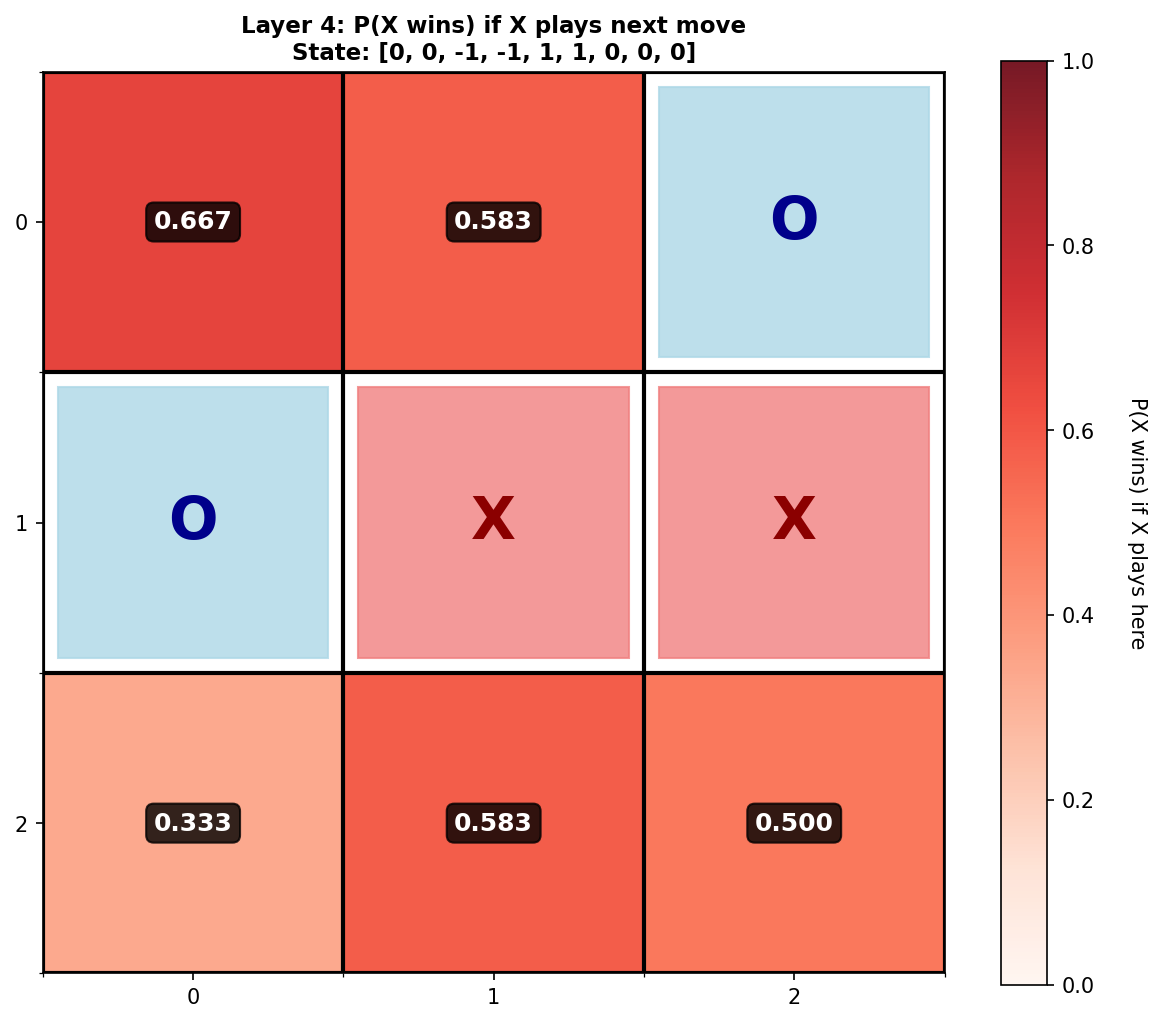 Layer 4: P(X wins) if X plays next move
State: [0, 0, -1, -1, 1, 1, 0, 0, 0]
0
0.667
0.583
O
1
O
X
X
2
0.333
0.583
0.500
0
1
2
1.0
0.8
0.6
0.4
0.2
0.0
P(X wins) if X plays here